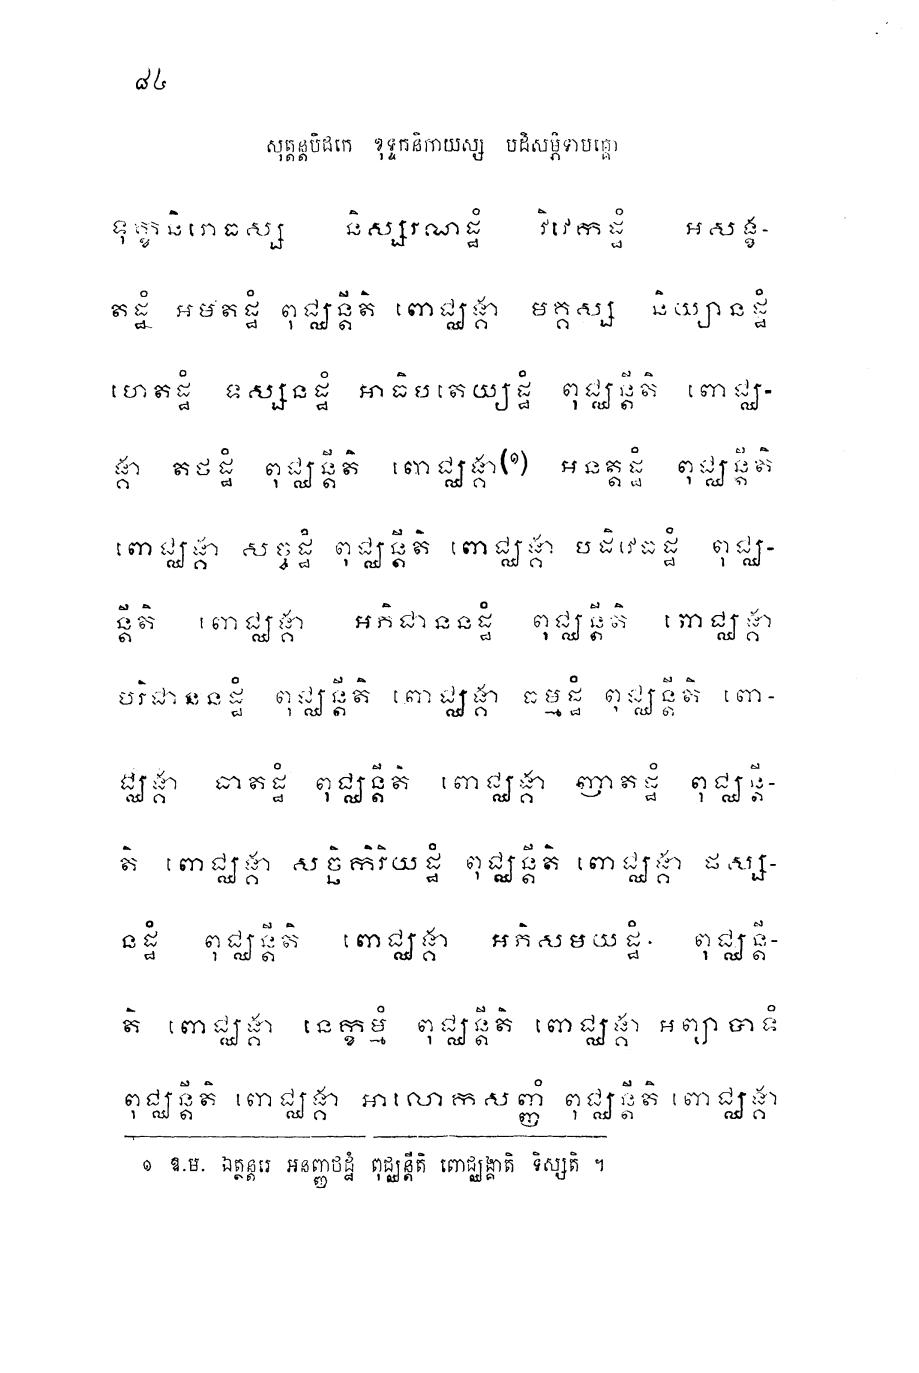 ៨៤
សុត្តន្តបិដកេ ខុទ្ទកនិកាយស្ស បដិសម្ភិទាមគ្គោ
ទុក្ខនិរោធស្ស និស្សរណដ្ឋំ វិវេកដ្ឋំ អសង្ខ-
តដ្ឋំ អមតដ្ឋំ ពុជ្ឈន្តីតិ ពោជ្ឈង្គា មគ្គស្ស និយ្យានដ្ឋំ
ហេតដ្ឋំ ទស្សនដ្ឋំ អាធិបតេយ្យដ្ឋំ ពុជ្ឈន្តីតិ ពោជ្ឈ-
ង្គា តថដ្ឋំ ពុជ្ឈន្តីតិ ពោជ្ឈង្គា(១) អនត្តដ្ឋំ ពុជ្ឈន្តីតិ
ពោជ្ឈង្គា សច្ចដ្ឋំ ពុជ្ឈន្តីតិ ពោជ្ឈង្គា បដិវេធដ្ឋំ ពុជ្ឈ-
ន្តីតិ ពោជ្ឈង្គា អភិជាននដ្ឋំ ពុជ្ឈន្តីតិ ពោជ្ឈង្គា
បរិជាននដ្ឋំ ពុជ្ឈន្តីតិ ពោជ្ឈង្គា ធម្មដ្ឋំ ពុជ្ឈន្តីតិ ពោ-
ជ្ឈង្គា ធាតដ្ឋំ ពុជ្ឈន្តីតិ ពោជ្ឈង្គា ញាតដ្ឋំ ពុជ្ឈន្តី-
តិ ពោជ្ឈង្គា សច្ឆិកិរិយដ្ឋំ ពុជ្ឈន្តីតិ ពោជ្ឈង្គា ផស្ស-
នដ្ឋំ ពុជ្ឈន្តីតិ ពោជ្ឈង្គា អភិសមយដ្ឋំ ពុជ្ឈន្តី-
តិ ពោជ្ឈង្គា នេក្ខម្មំ ពុជ្ឈន្តីតិ ពោជ្ឈង្គា អព្យាបាទំ
ពុជ្ឈន្តីតិ ពោជ្ឈង្គា អាលោកសញ្ញំ ពុជ្ឈន្តីតិ ពោជ្ឈង្គា
១ ឱ.ម. ឯត្ថន្តរេ អនញ្ញថដ្ឋំ ពុជ្ឈន្តីតិ ពោជ្ឈង្គាតិ ទិស្សតិ ។